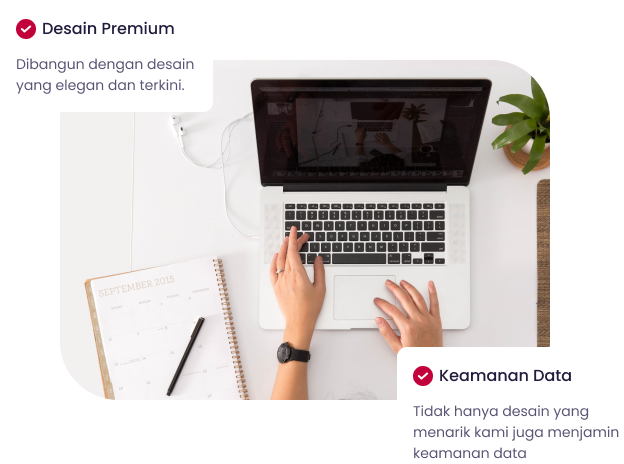 Desain Premium
Dibangun dengan desain
yang elegan dan terkini.
SEPTEMBER 2015
Keamanan Data
Tidak hanya desain yang
menarik kami juga menjamin
keamanan data